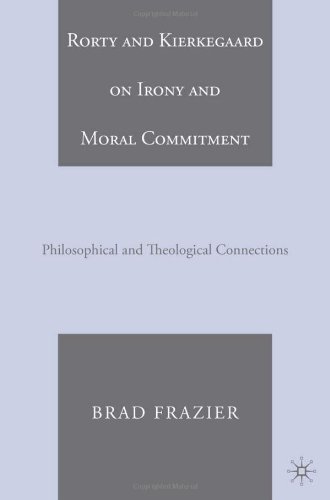 Rorty and Kierkegaard
on Irony and
Moral Commitment
Philosophical and Theological Connections
Brad Frazier